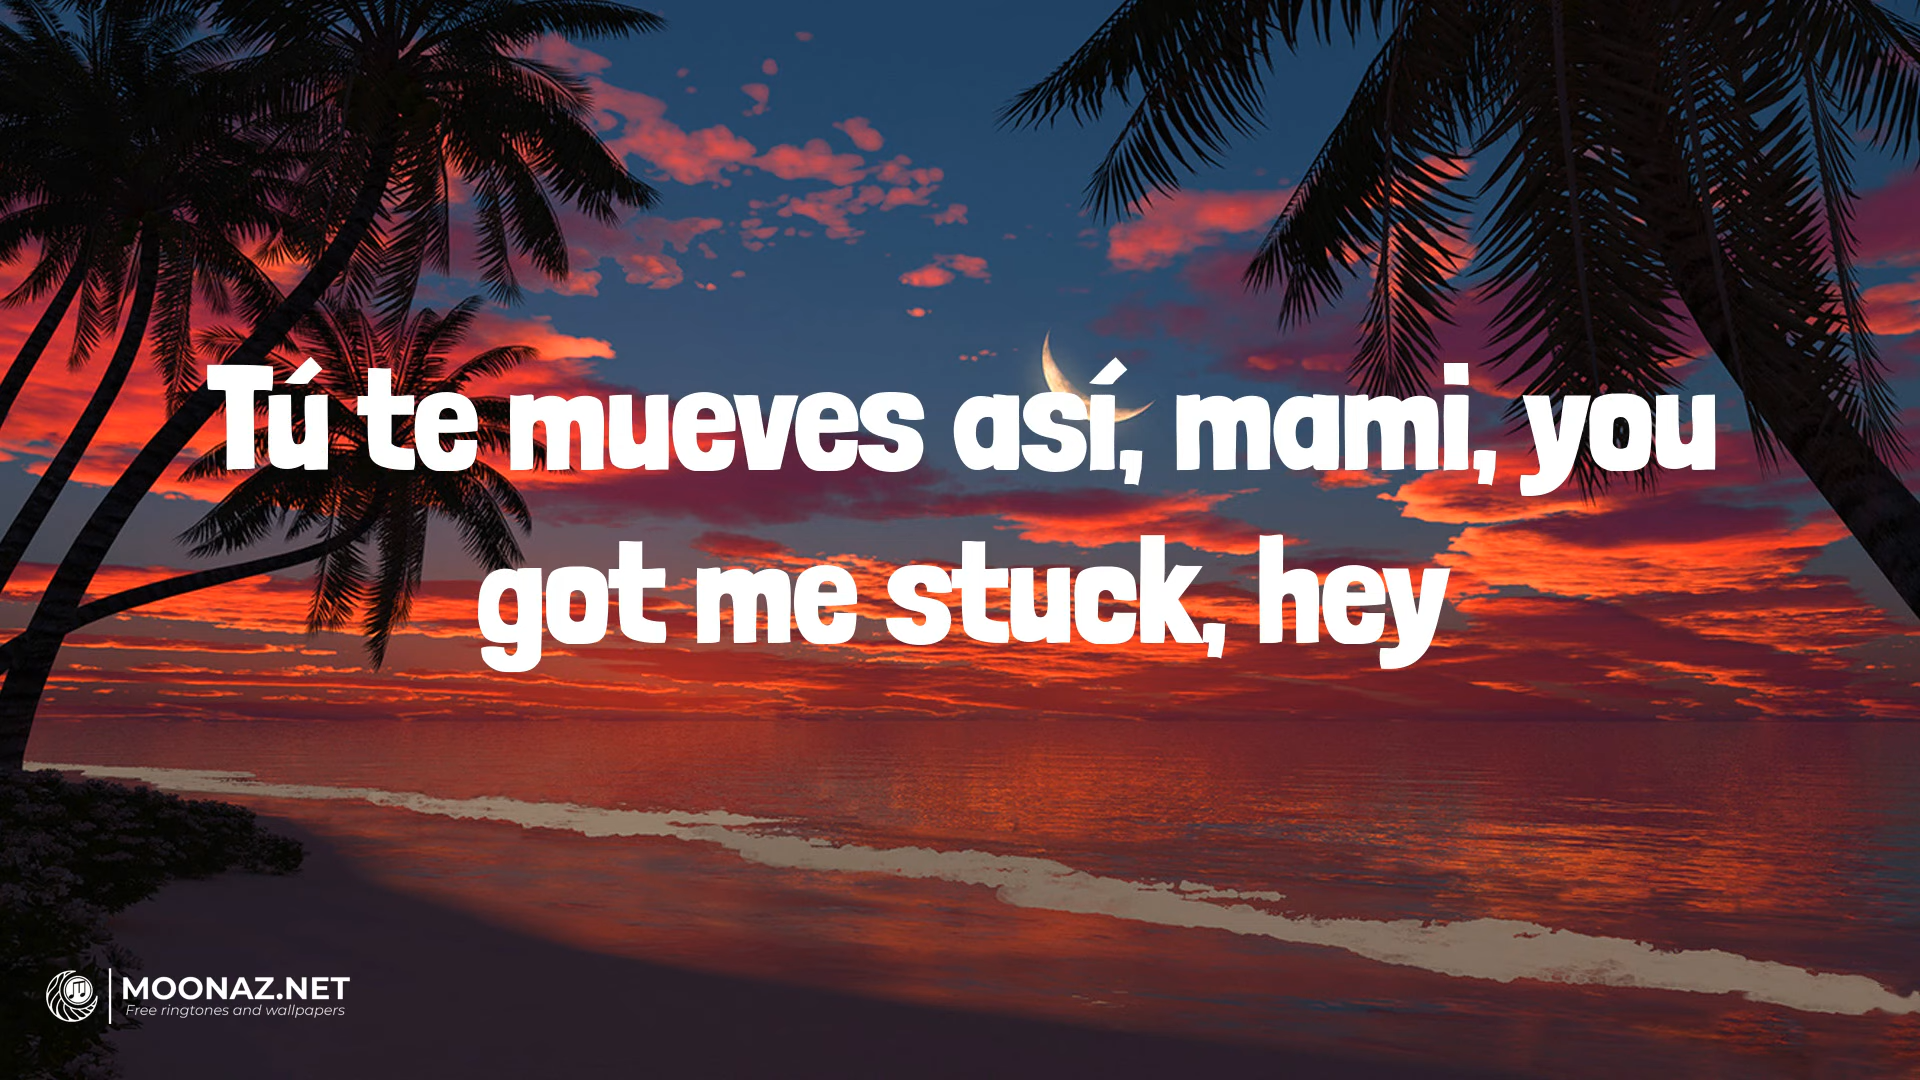 Tú te mueves así, mami, you
got me stuck, hey
MOONAZ.NET
Free ringtones and wallpapers